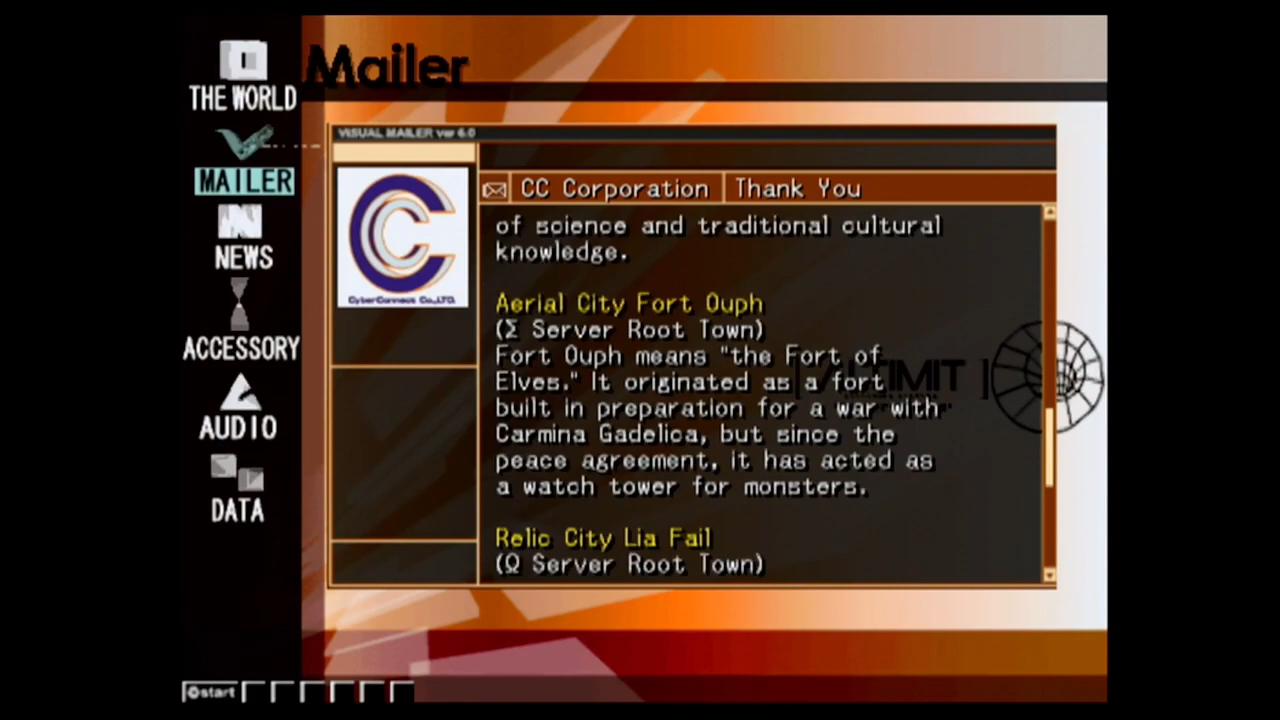 Mailer
THE WORLD
MAILER
NEWS
ACCESSORY
AUDIO
DATA
VISUAL MAILER ver 6.0
CyberConnect Co.,LTD.
CC Corporation
Thank You
of science and traditional cultural
knowledge.
Aerial City Fort Ouph
(Σ Server Root Town)
Fort Ouph means "the Fort of
Elves." It originated as a fort
built in preparation for a war with
Carmina Gadelica, but since the
peace agreement, it has acted as
a watch tower for monsters.
Relic City Lia Fail
(Ω Server Root Town)
ALTIMIT
start